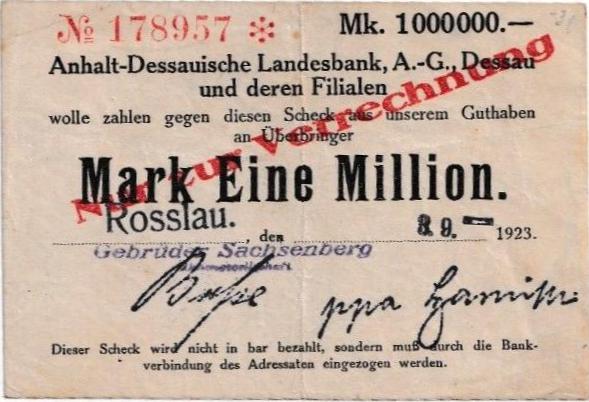 № 178957 * Mk. 1000000.—
Anhalt-Dessauische Landesbank, A.-G., Dessau
und deren Filialen
wolle zahlen gegen diesen Scheck aus unserem Guthaben
an Überbringer
Nur zur Verrechnung
Mark Eine Million.
Rosslau. , den 9. — 1923.
Gebrüder Sachsenberg
ppa
Dieser Scheck wird nicht in bar bezahlt, sondern muß durch die Bank-
verbindung des Adressaten eingezogen werden.